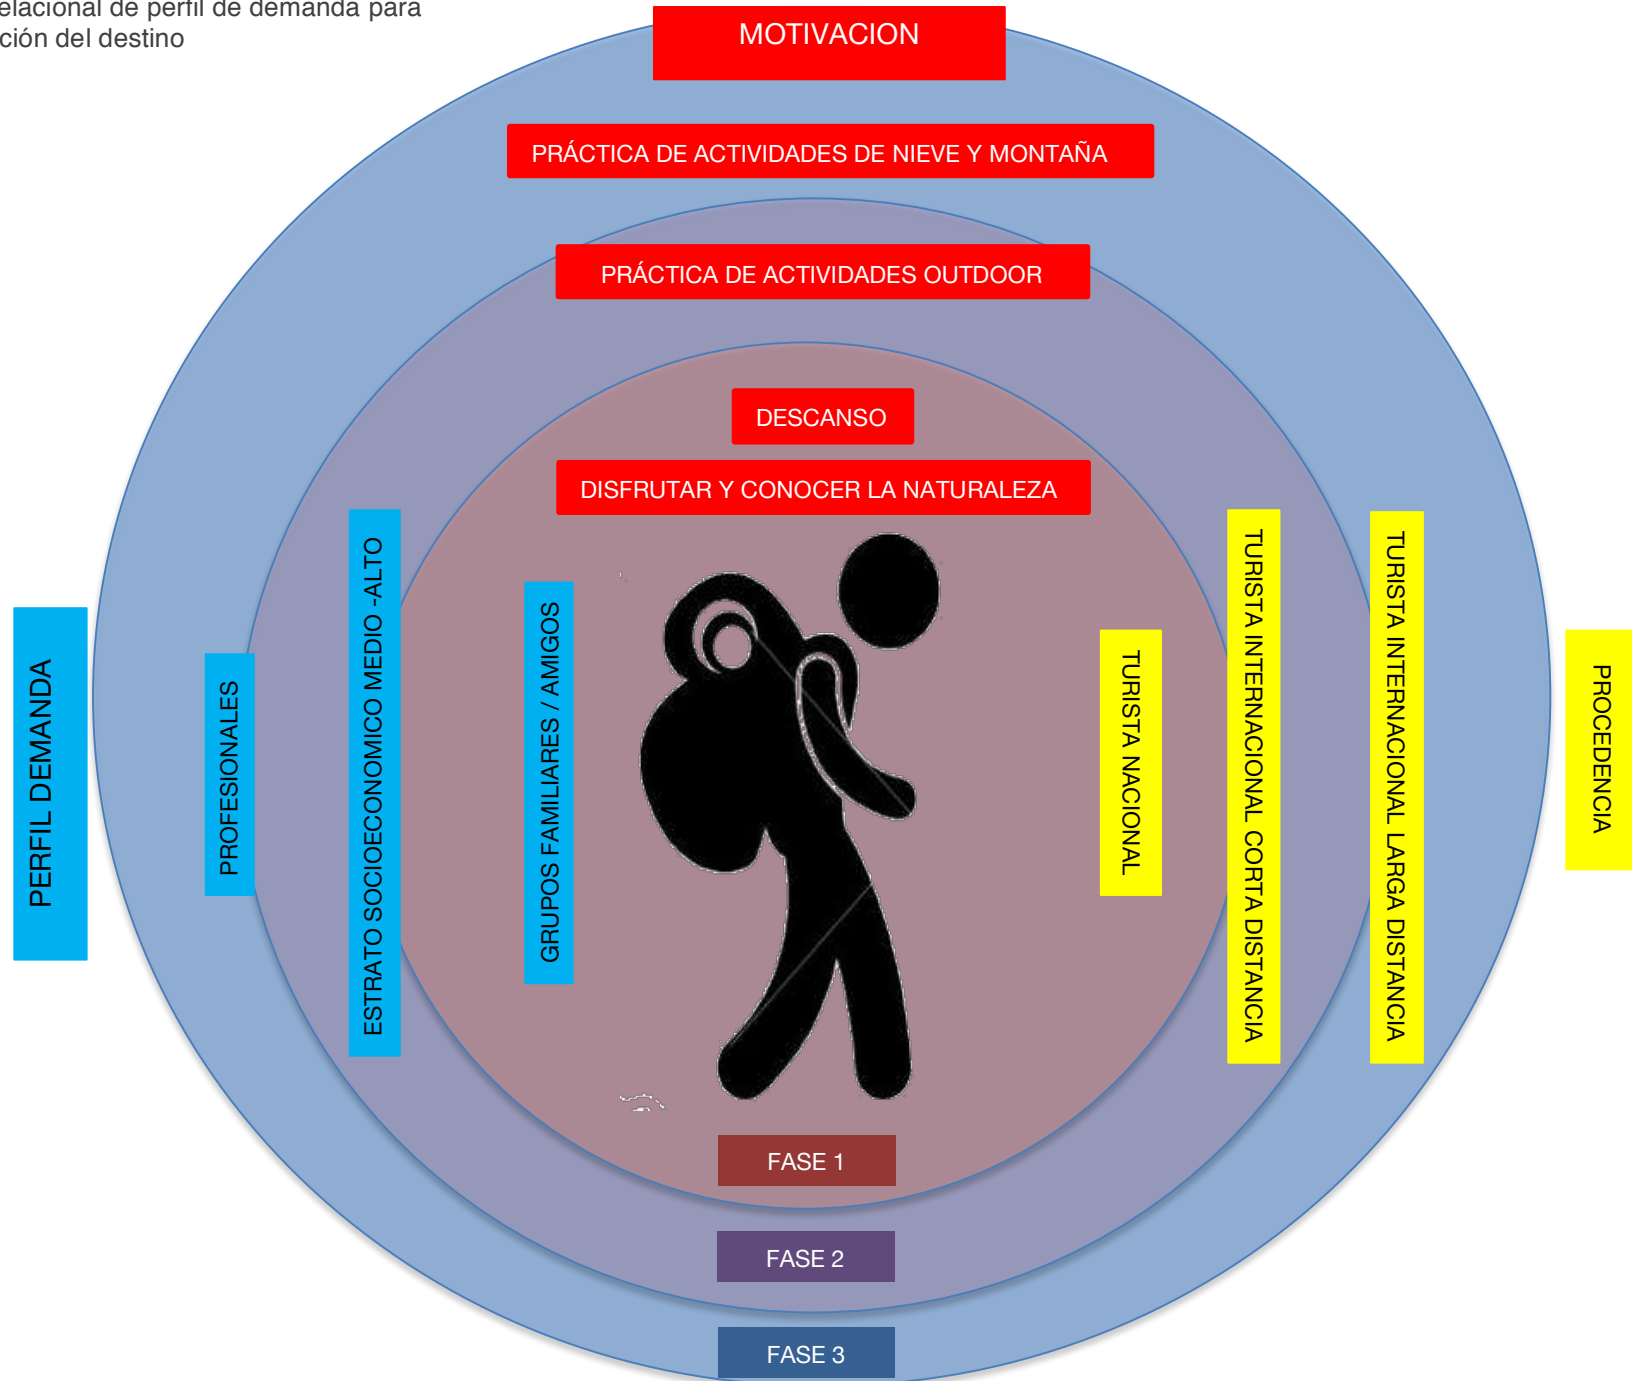 elacional de perfil de demanda para
ción del destino
MOTIVACION
PRÁCTICA DE ACTIVIDADES DE NIEVE Y MONTAÑA
PRÁCTICA DE ACTIVIDADES OUTDOOR
DESCANSO
DISFRUTAR Y CONOCER LA NATURALEZA
PERFIL DEMANDA
PROFESIONALES
ESTRATO SOCIOECONOMICO MEDIO -ALTO
GRUPOS FAMILIARES / AMIGOS
TURISTA NACIONAL
TURISTA INTERNACIONAL CORTA DISTANCIA
TURISTA INTERNACIONAL LARGA DISTANCIA
PROCEDENCIA
FASE 1
FASE 2
FASE 3